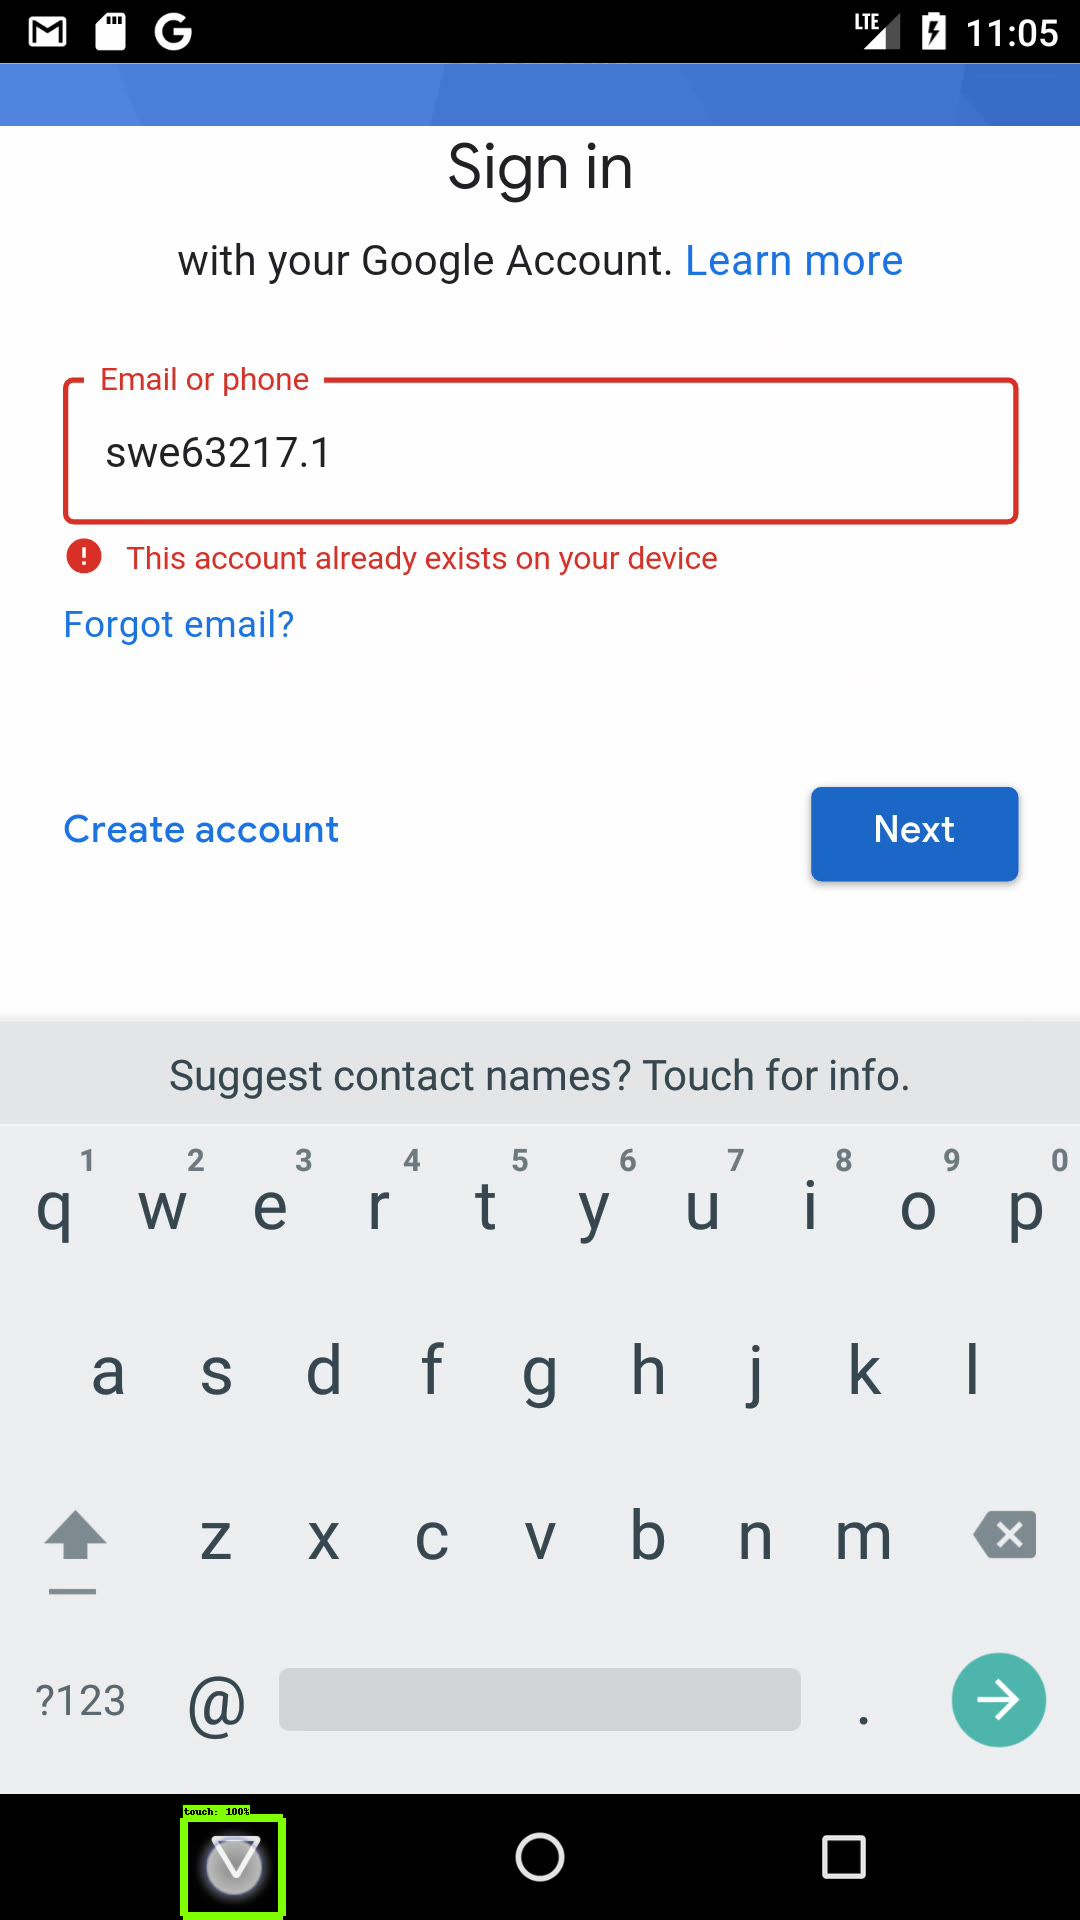 LTE 11:05
Sign in
with your Google Account. Learn more
Email or phone
swe63217.1
This account already exists on your device
Forgot email?
Create account
Next
Suggest contact names? Touch for info.
1 2 3 4 5 6 7 8 9 0
q w e r t y u i o p
a s d f g h j k l
z x c v b n m
?123 @ .
touch: 100%